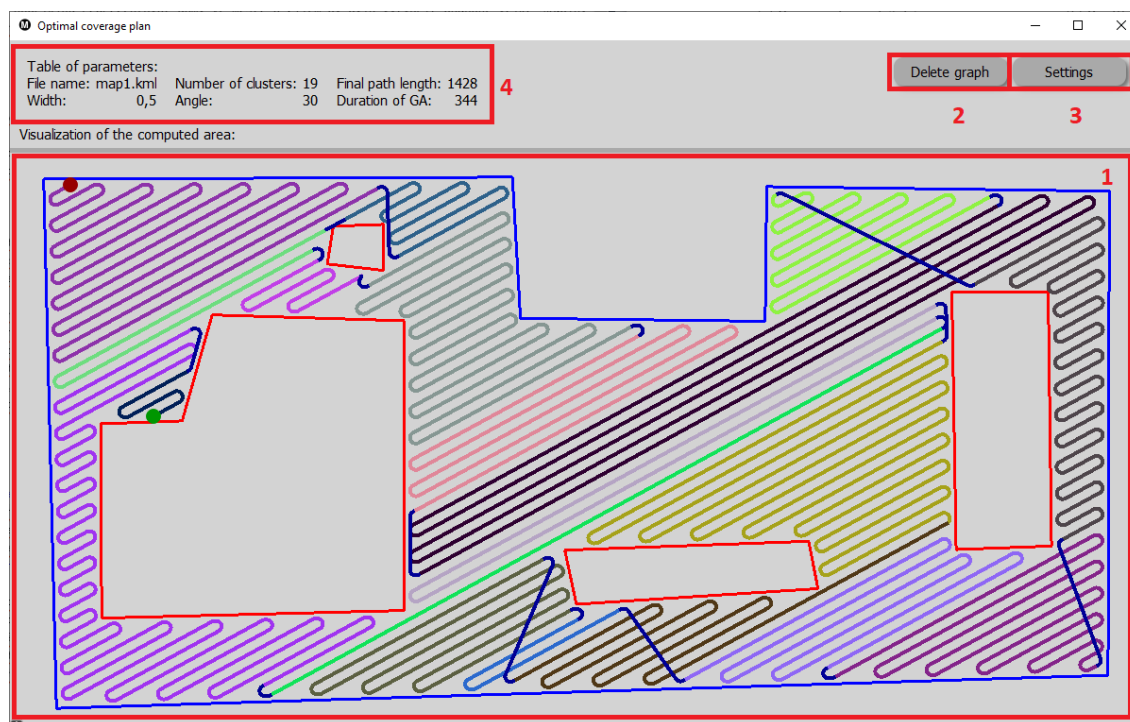 Optimal coverage plan
Table of parameters:
File name: map1.kml Number of clusters: 19 Final path length: 1428
Width: 0,5 Angle: 30 Duration of GA: 344
4
Delete graph Settings
2 3
Visualization of the computed area:
1